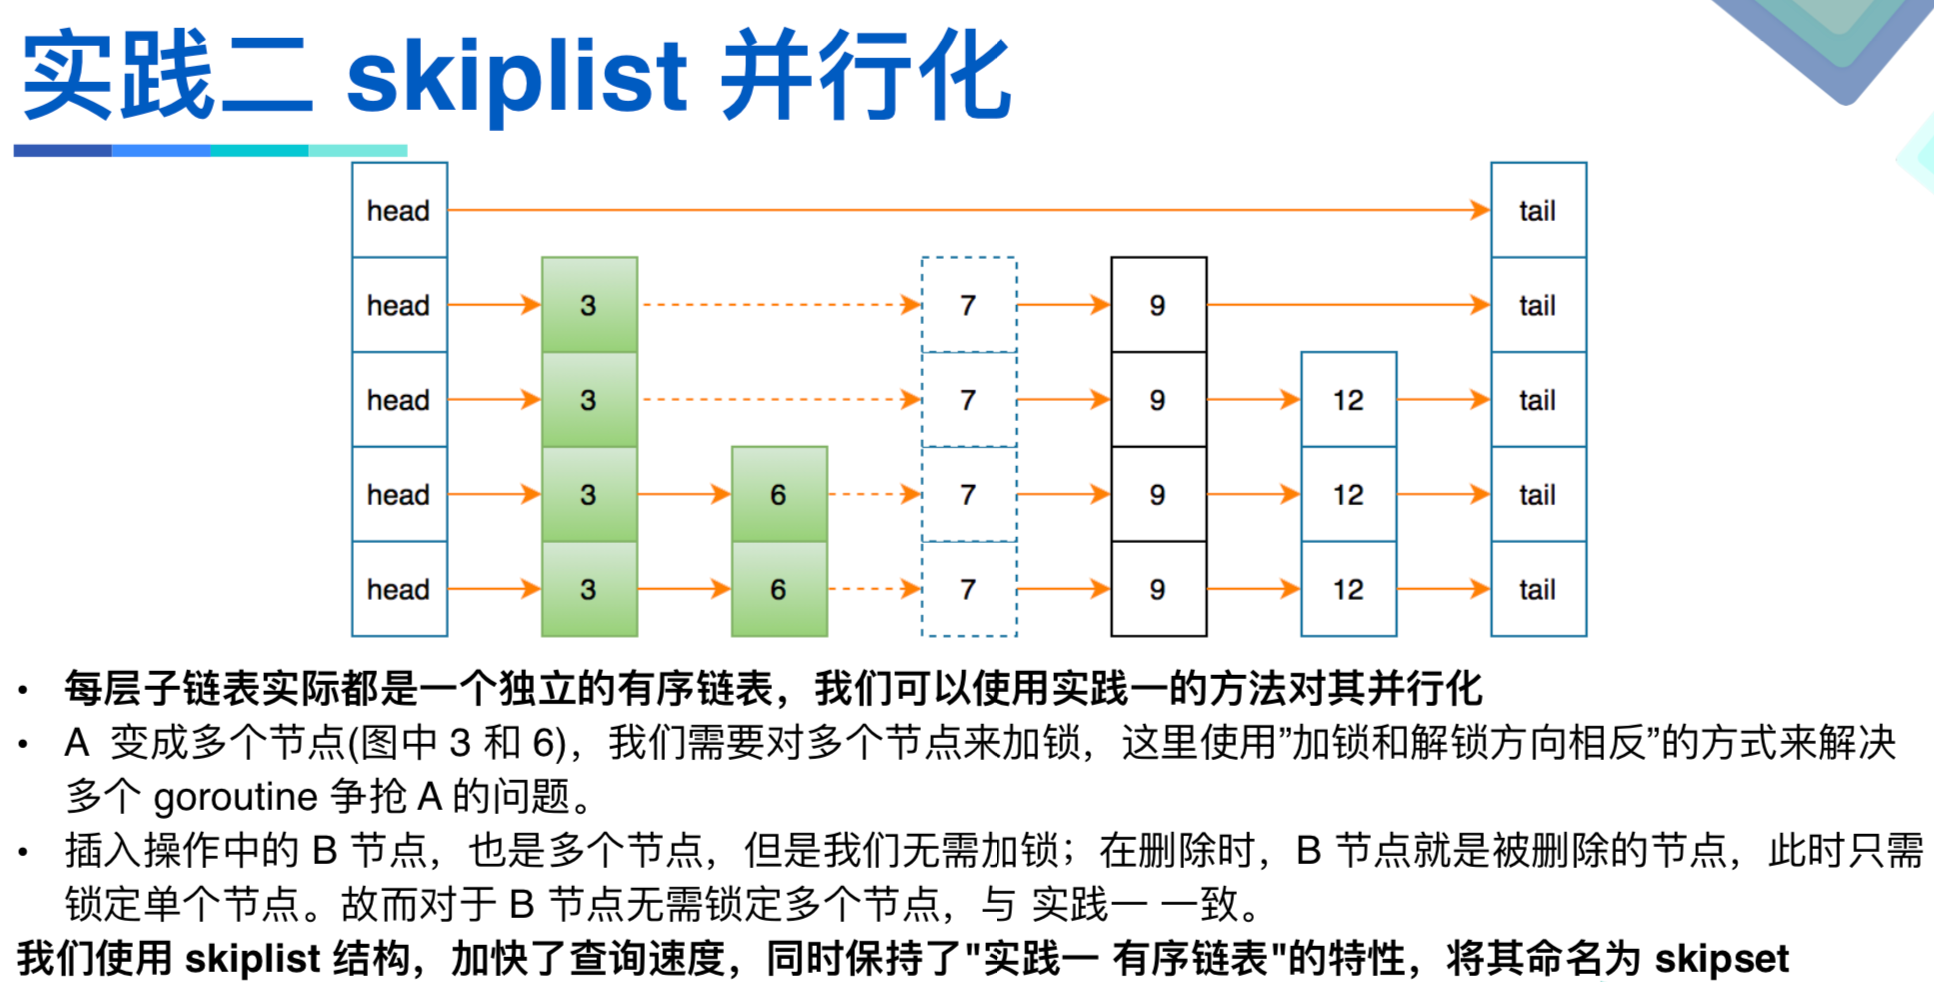 实践二 skiplist 并行化
head tail
head 3 7 9 tail
head 3 7 9 12 tail
head 3 6 7 9 12 tail
head 3 6 7 9 12 tail
• 每层子链表实际都是一个独立的有序链表，我们可以使用实践一的方法对其并行化
• A 变成多个节点(图中 3 和 6)，我们需要对多个节点来加锁，这里使用”加锁和解锁方向相反”的方式来解决
多个 goroutine 争抢 A 的问题。
• 插入操作中的 B 节点，也是多个节点，但是我们无需加锁；在删除时，B 节点就是被删除的节点，此时只需
锁定单个节点。故而对于 B 节点无需锁定多个节点，与 实践一 一致。
我们使用 skiplist 结构，加快了查询速度，同时保持了"实践一 有序链表"的特性，将其命名为 skipset